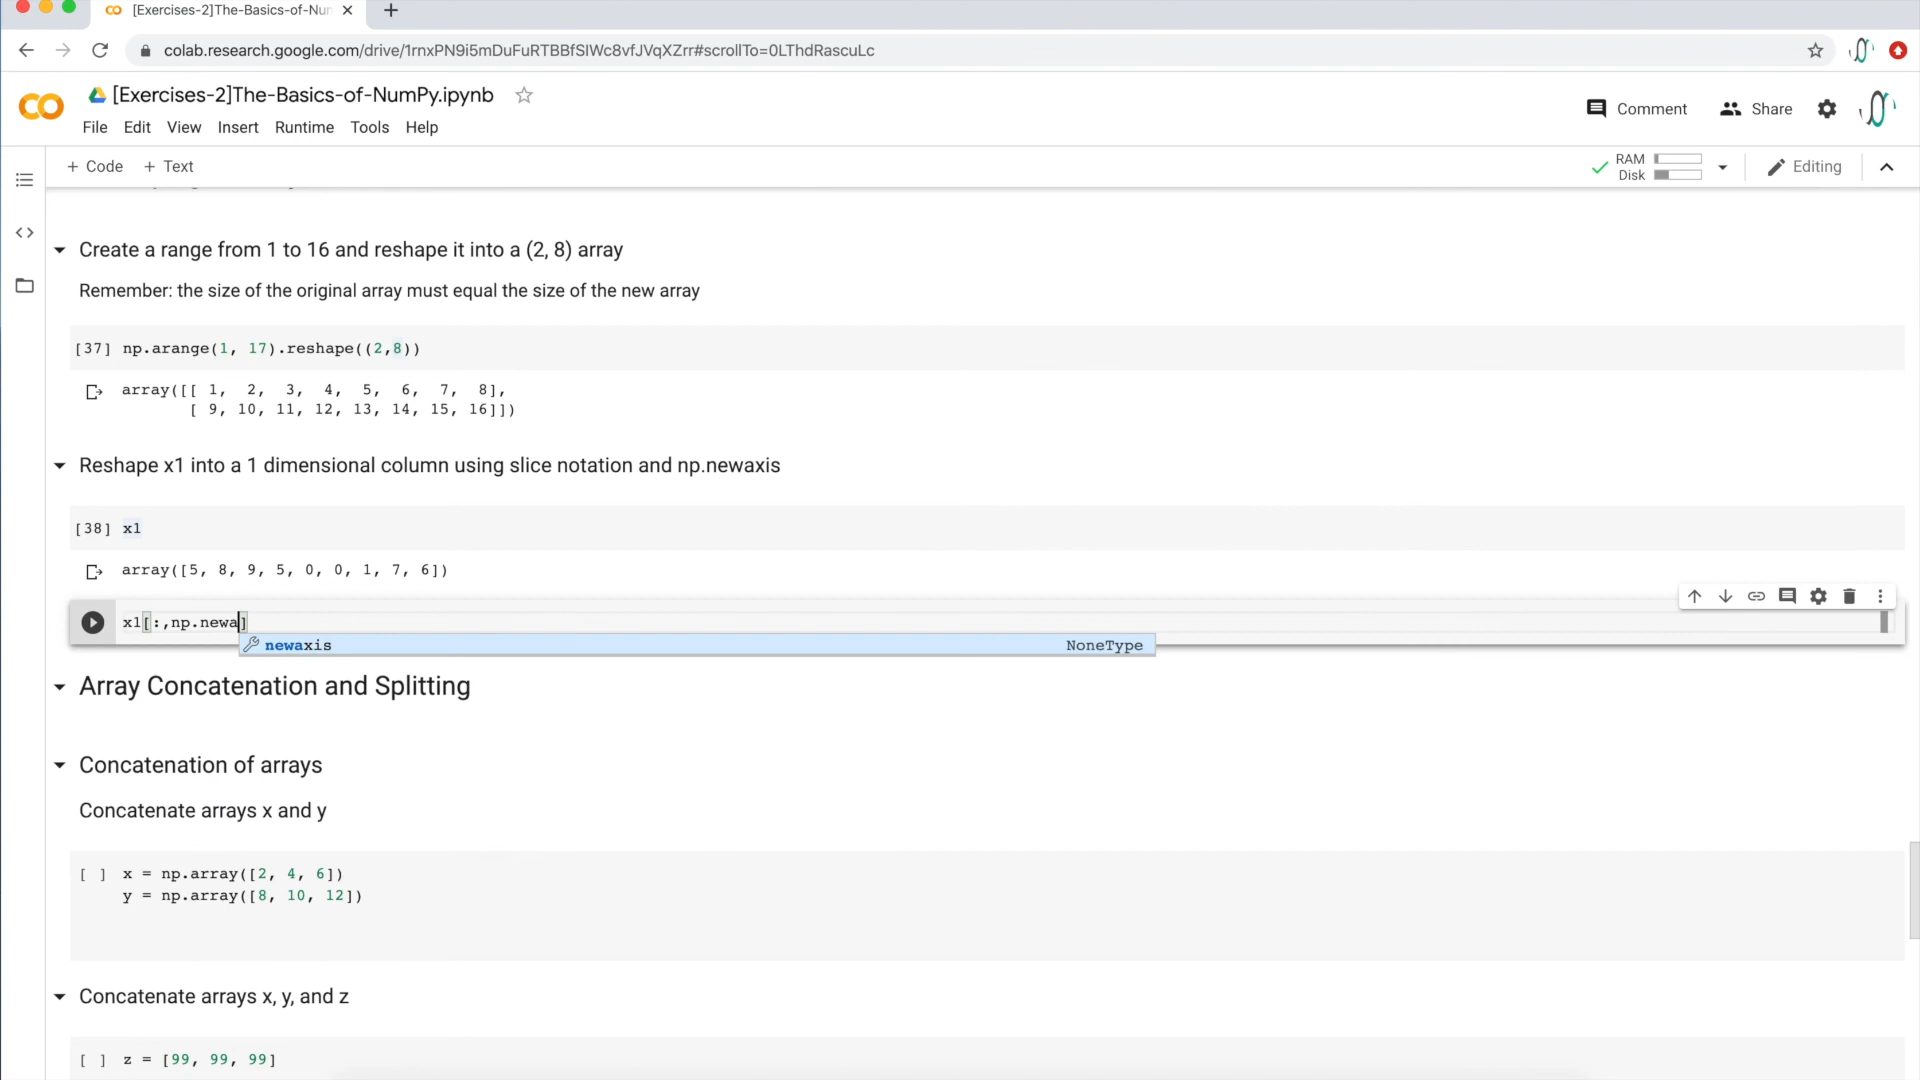 [Exercises-2]The-Basics-of-Nu
colab.research.google.com/drive/1rnxPN9i5mDuFuRTBBfSlWc8vfJVqXZrr#scrollTo=0LThdRascuLc
[Exercises-2]The-Basics-of-NumPy.ipynb
Comment Share
File Edit View Insert Runtime Tools Help
+ Code + Text
RAM
Disk
Editing
Create a range from 1 to 16 and reshape it into a (2, 8) array
Remember: the size of the original array must equal the size of the new array
[37] np.arange(1, 17).reshape((2,8))
array([[ 1, 2, 3, 4, 5, 6, 7, 8],
[ 9, 10, 11, 12, 13, 14, 15, 16]])
Reshape x1 into a 1 dimensional column using slice notation and np.newaxis
[38] x1
array([5, 8, 9, 5, 0, 0, 1, 7, 6])
x1[:,np.newa]
newaxis NoneType
Array Concatenation and Splitting
Concatenation of arrays
Concatenate arrays x and y
[ ] x = np.array([2, 4, 6])
y = np.array([8, 10, 12])
Concatenate arrays x, y, and z
[ ] z = [99, 99, 99]